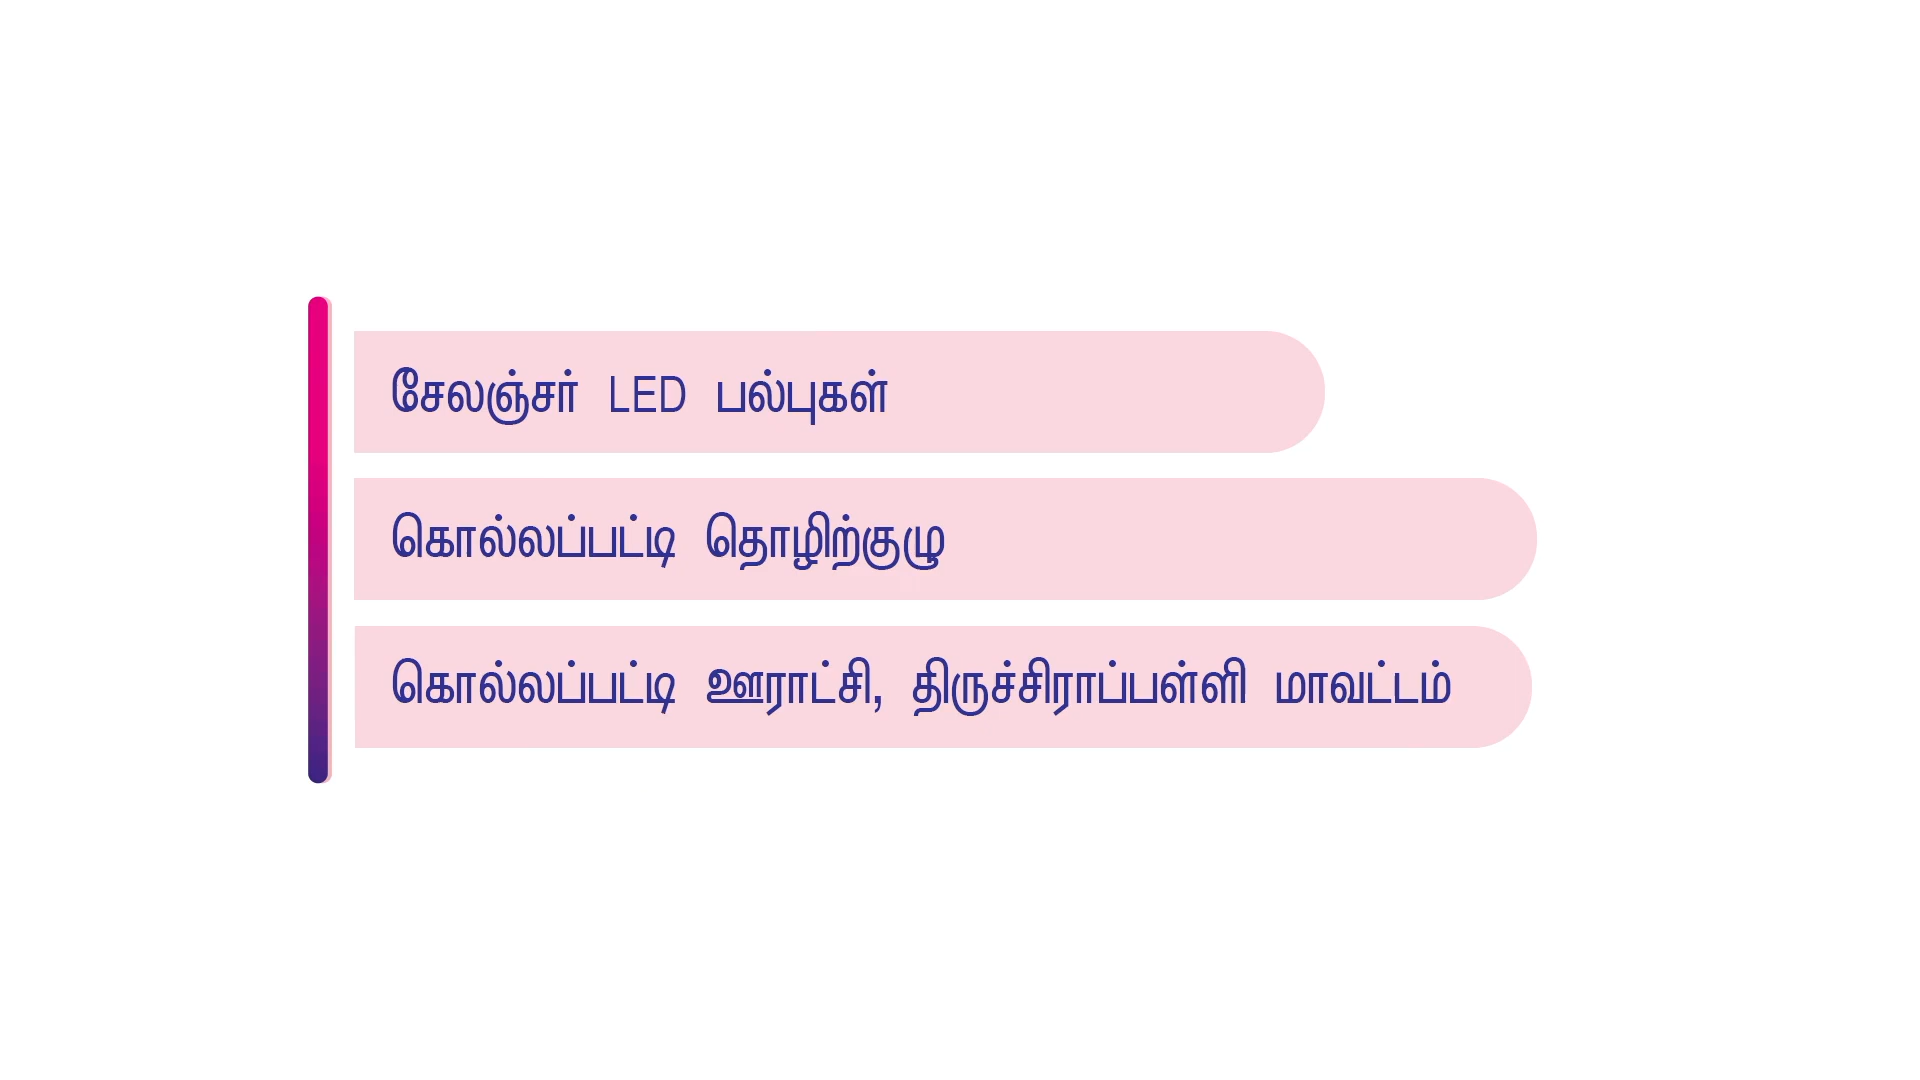 சேலஞ்சர் LED பல்புகள்
கொல்லப்பட்டி தொழிற்குழு
கொல்லப்பட்டி ஊராட்சி, திருச்சிராப்பள்ளி மாவட்டம்